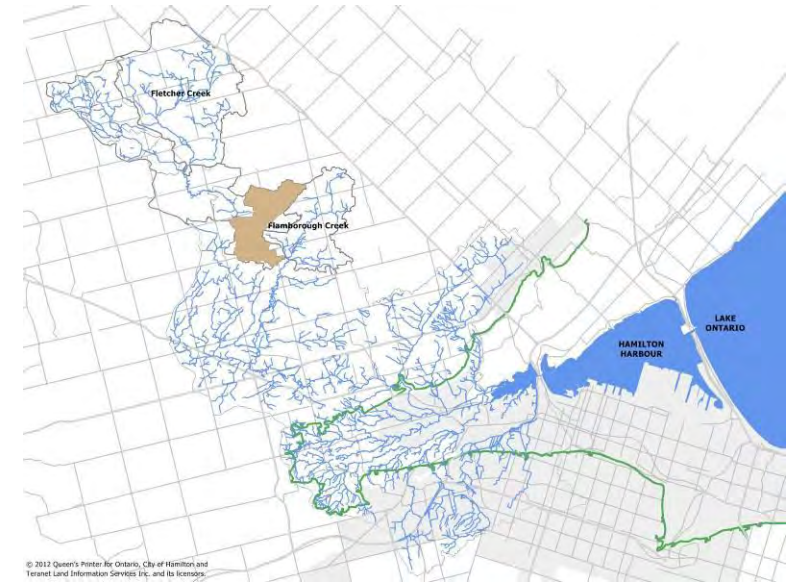 Fletcher Creek
Flamborough Creek
LAKE
ONTARIO
HAMILTON
HARBOUR
© 2012 Queen's Printer for Ontario, City of Hamilton and
Teranet Land Information Services Inc. and its licensors.